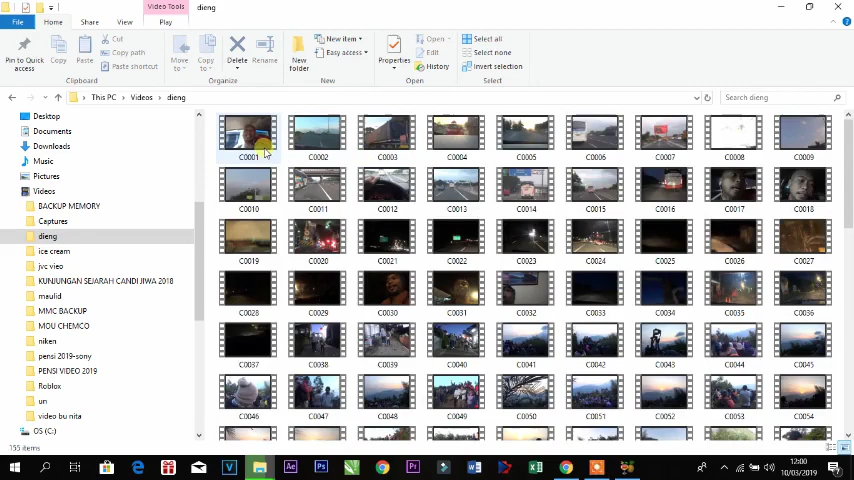 Video Tools
dieng
File
Home
Share
View
Play
Pin to Quick access
Copy
Paste
Cut
Copy path
Paste shortcut
Clipboard
Move to
Copy to
Delete
Rename
Organize
New folder
New item
Easy access
New
Properties
Open
Edit
History
Open
Select all
Select none
Invert selection
Select
This PC
Videos
dieng
Search dieng
Desktop
Documents
Downloads
Music
Pictures
Videos
BACKUP MEMORY
Captures
dieng
ice cream
jvc vieo
KUNJUNGAN SEJARAH CANDI JIWA 2018
maulid
MMC BACKUP
MOU CHEMCO
niken
pensi 2019-sony
PENSI VIDEO 2019
Roblox
un
video bu nita
OS (C:)
C0001 C0002 C0003 C0004 C0005 C0006 C0007 C0008 C0009
C0010 C0011 C0012 C0013 C0014 C0015 C0016 C0017 C0018
C0019 C0020 C0021 C0022 C0023 C0024 C0025 C0026 C0027
C0028 C0029 C0030 C0031 C0032 C0033 C0034 C0035 C0036
C0037 C0038 C0039 C0040 C0041 C0042 C0043 C0044 C0045
C0046 C0047 C0048 C0049 C0050 C0051 C0052 C0053 C0054
155 items
12:00
10/03/2019